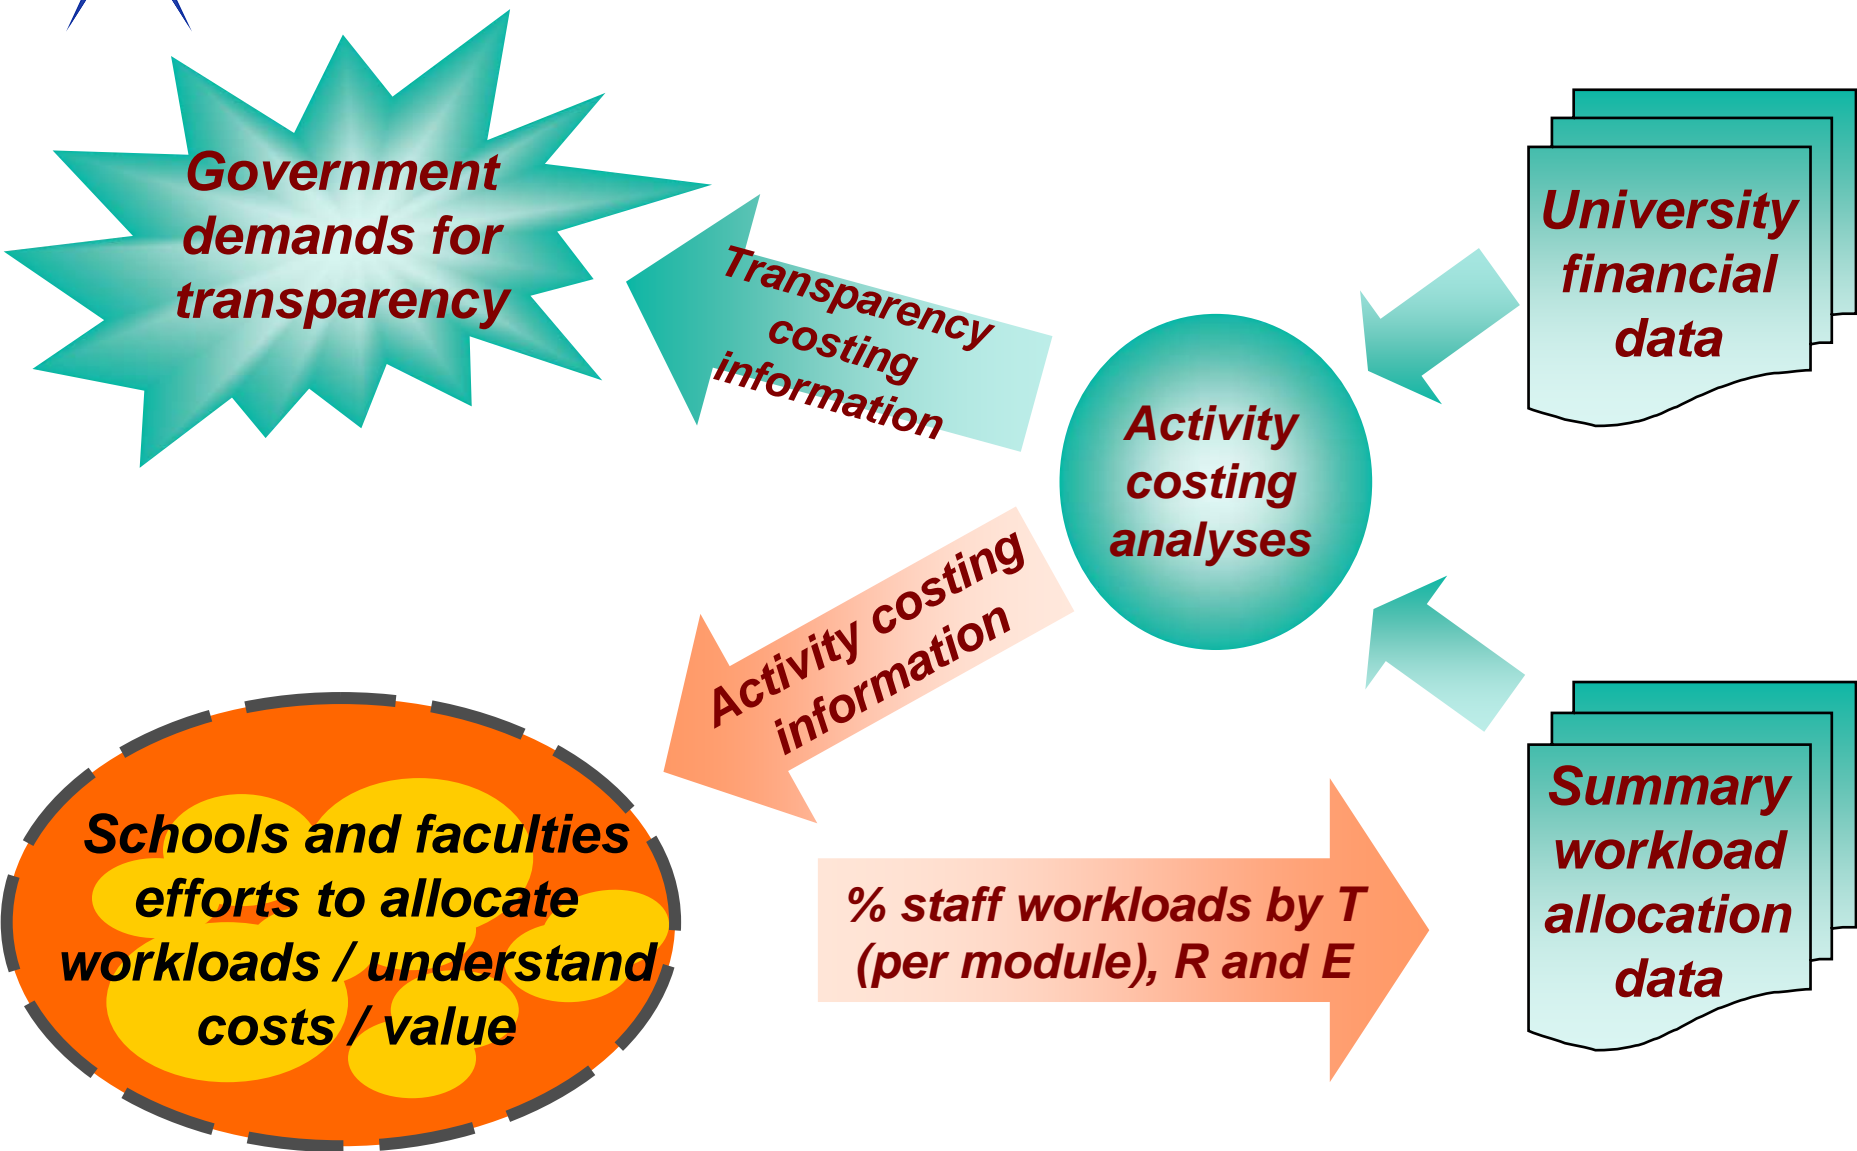 Government
demands for
transparency
Transparency
costing
information
University
financial
data
Activity
costing
analyses
Activity costing
information
Schools and faculties
efforts to allocate
workloads / understand
costs / value
% staff workloads by T
(per module), R and E
Summary
workload
allocation
data